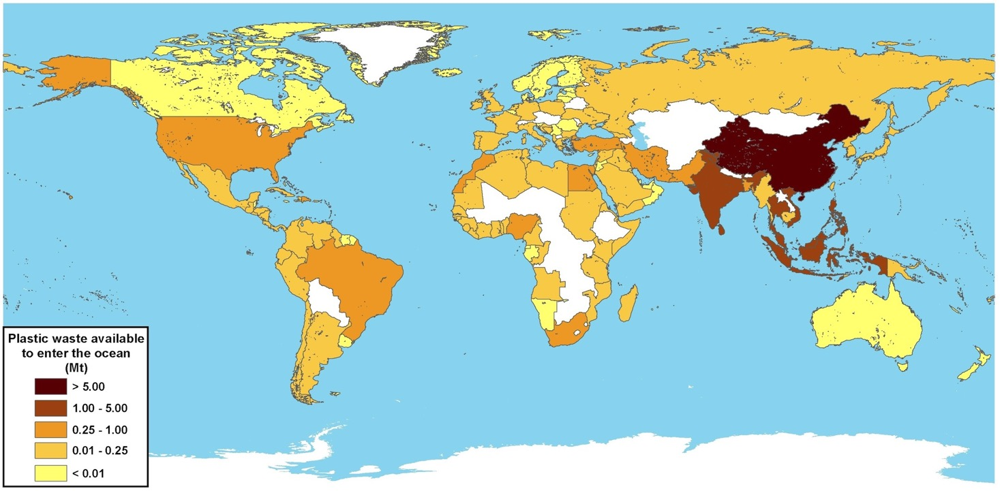 Plastic waste available
to enter the ocean
(Mt)
> 5.00
1.00 - 5.00
0.25 - 1.00
0.01 - 0.25
< 0.01